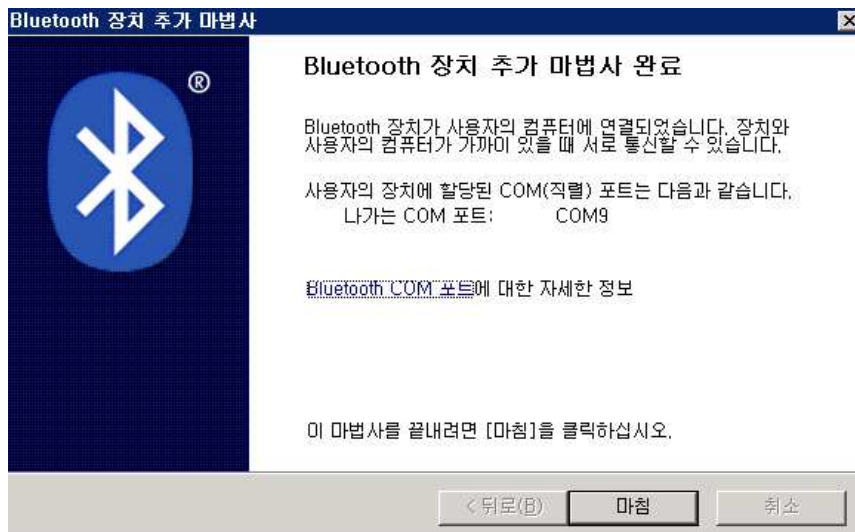 Bluetooth 장치 추가 마법사
®
Bluetooth 장치 추가 마법사 완료
Bluetooth 장치가 사용자의 컴퓨터에 연결되었습니다. 장치와
사용자의 컴퓨터가 가까이 있을 때 서로 통신할 수 있습니다.
사용자의 장치에 할당된 COM(직렬) 포트는 다음과 같습니다.
나가는 COM 포트: COM9
Bluetooth COM 포트에 대한 자세한 정보
이 마법사를 끝내려면 [마침]을 클릭하십시오.
< 뒤로(B) 마침 취소